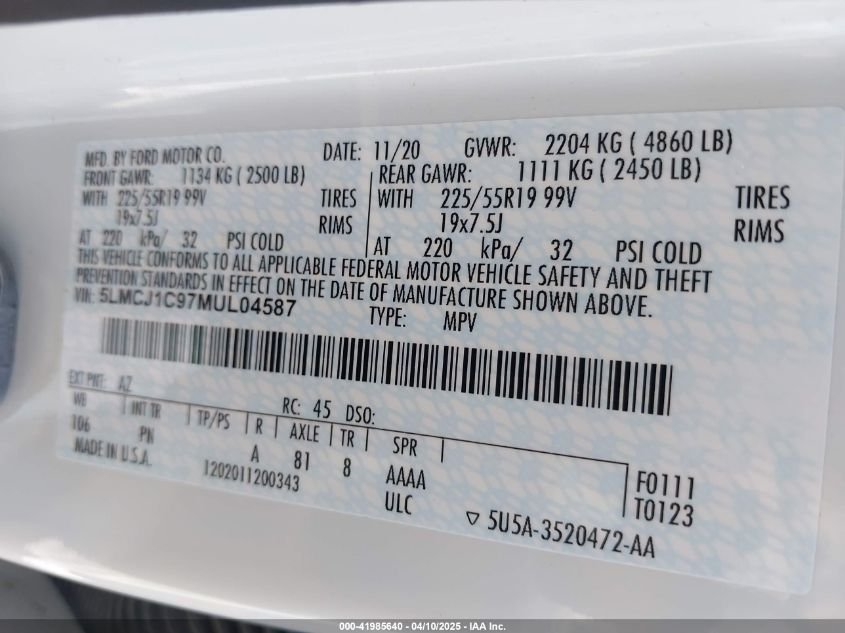 MFD. BY FORD MOTOR CO. DATE: 11/20 GVWR: 2204 KG ( 4860 LB)
FRONT GAWR: 1134 KG ( 2500 LB) REAR GAWR: 1111 KG ( 2450 LB)
WITH 225/55R19 99V TIRES WITH 225/55R19 99V TIRES
19x7.5J RIMS 19x7.5J RIMS
AT 220 kPa/ 32 PSI COLD AT 220 kPa/ 32 PSI COLD
THIS VEHICLE CONFORMS TO ALL APPLICABLE FEDERAL MOTOR VEHICLE SAFETY AND THEFT
PREVENTION STANDARDS IN EFFECT ON THE DATE OF MANUFACTURE SHOWN ABOVE.
VIN: 5LMCJ1C97MUL04587 TYPE: MPV
EXT PNT: AZ RC: 45 DSO:
WB INT TR TP/PS R AXLE TR SPR
106 PN A 81 8 AAAA F0111
MADE IN U.S.A. 1202011200343 ULC T0123
▽ 5U5A-3520472-AA
000-41985640 - 04/10/2025 - IAA Inc.